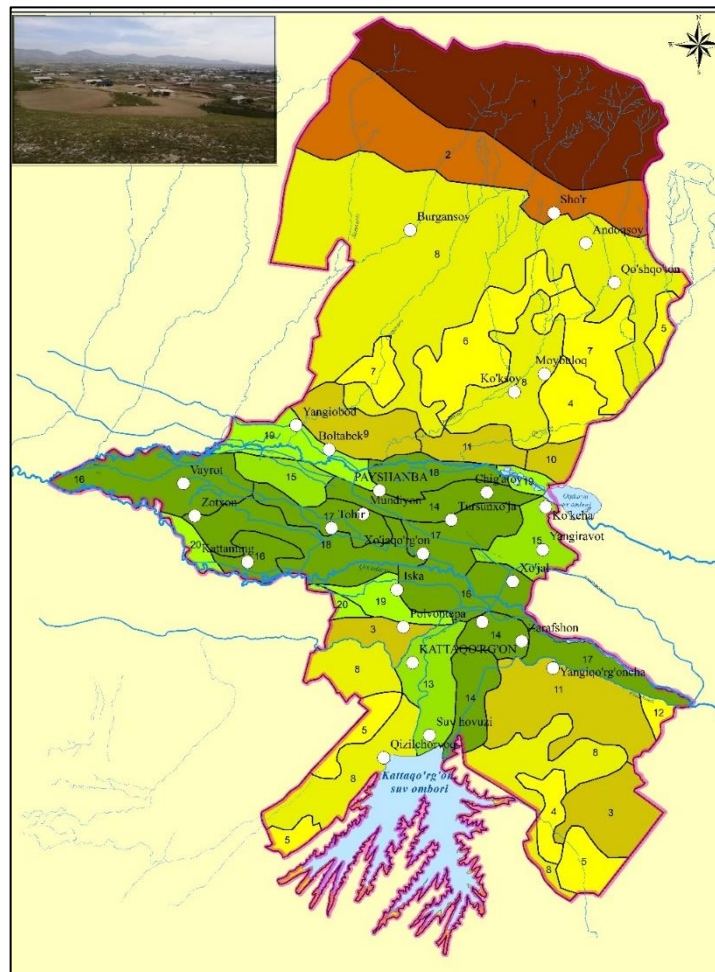 N
W
E
S
1
2
Sho'r
Burgansoy
Andoqsoy
8
Qo'shqo'ton
5
6
7
7
Moybuloq
8
Ko'ksoy
4
Yangiobod
9
Boltabek
11
10
19
18
16
Vayrot
15
PAYSHANBA
Chig'atoy
19
Zotxon
Mundiyon
14
Tursunxo'ja
Ko'kcha
17
Tohir
17
Yangiravot
18
Xo'jaqo'rg'on
15
20
Kattaming
16
Xo'jal
Iska
16
20
19
Polvontepa
3
14
Zarafshon
KATTAQO'RG'ON
17
8
Yangiqo'rg'oncha
11
13
14
12
5
Suv hovuzi
8
Qizilchorvoq
8
Kattaqo'rg'on
suv ombori
4
3
5
5
8